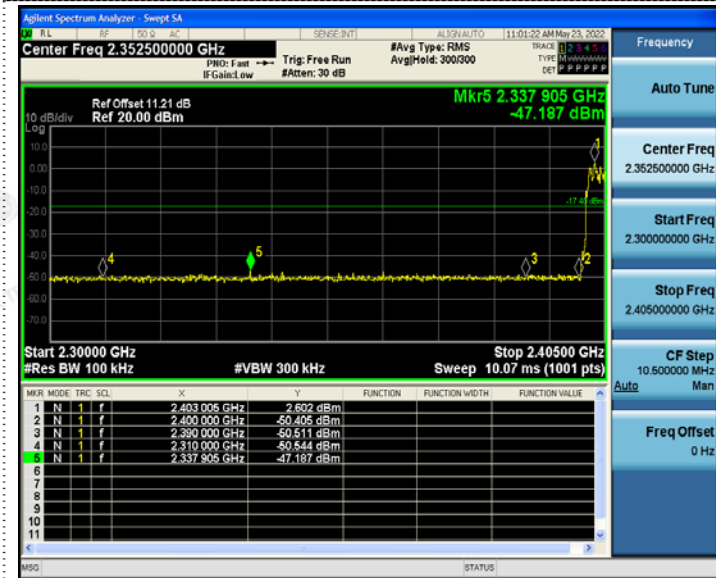 Agilent Spectrum Analyzer - Swept SA
RL RF 50 Ω AC SENSE:INT ALIGN AUTO 11:01:22 AM May 23, 2022
Center Freq 2.352500000 GHz #Avg Type: RMS TRACE 1 2 3 4 5 6
PNO: Fast Trig: Free Run Avg|Hold: 300/300 TYPE M
IFGain:Low #Atten: 30 dB DET P P P P P P
Mkr5 2.337 905 GHz
Ref Offset 11.21 dB
10 dB/div Ref 20.00 dBm -47.187 dBm
Log
10.0
0.00
-10.0
-20.0
-30.0
-40.0
-50.0
-60.0
-70.0
1
4
5
3
2
Start 2.30000 GHz Stop 2.40500 GHz
#Res BW 100 kHz #VBW 300 kHz Sweep 10.07 ms (1001 pts)
MKR MODE TRC SCL X Y FUNCTION FUNCTION WIDTH FUNCTION VALUE
1 N 1 f 2.403 005 GHz 2.602 dBm
2 N 1 f 2.400 000 GHz -50.405 dBm
3 N 1 f 2.390 000 GHz -50.511 dBm
4 N 1 f 2.310 000 GHz -50.544 dBm
5 N 1 f 2.337 905 GHz -47.187 dBm
6
7
8
9
10
11
MSG STATUS
Frequency
Auto Tune
Center Freq
2.352500000 GHz
Start Freq
2.300000000 GHz
Stop Freq
2.405000000 GHz
CF Step
10.500000 MHz
Auto Man
Freq Offset
0 Hz